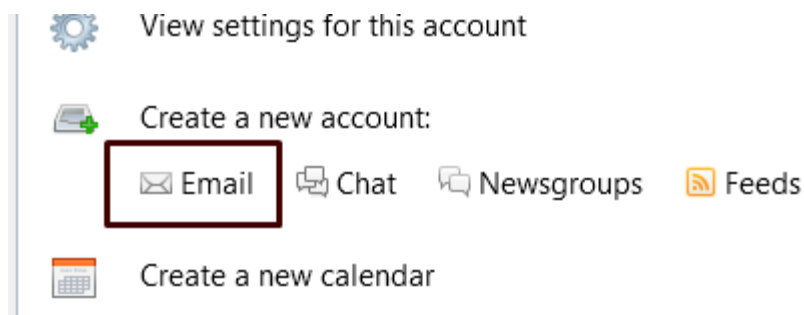 View settings for this account
Create a new account:
Email Chat Newsgroups Feeds
Create a new calendar